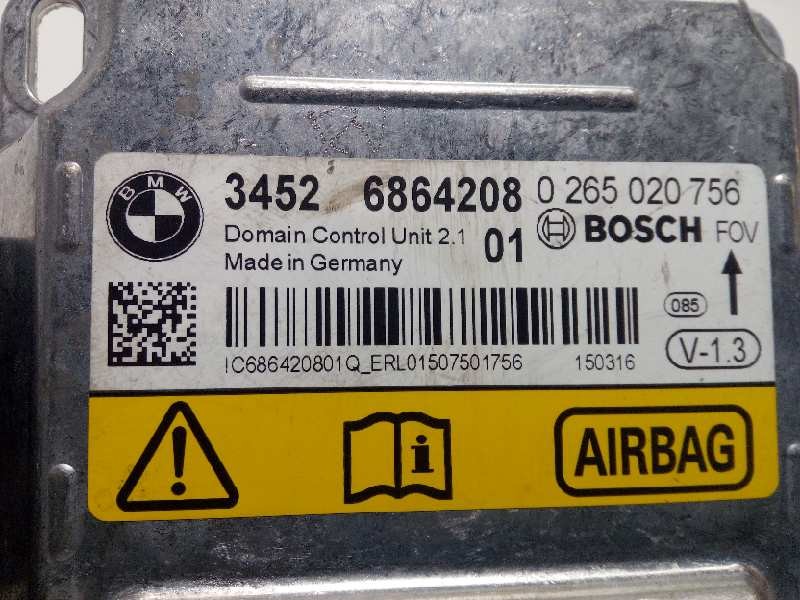 BMW
3452 6864208 0 265 020 756
Domain Control Unit 2.1 01 BOSCH FOV
Made in Germany
085
V-1.3
IC686420801Q_ERL01507501756 150316
i AIRBAG